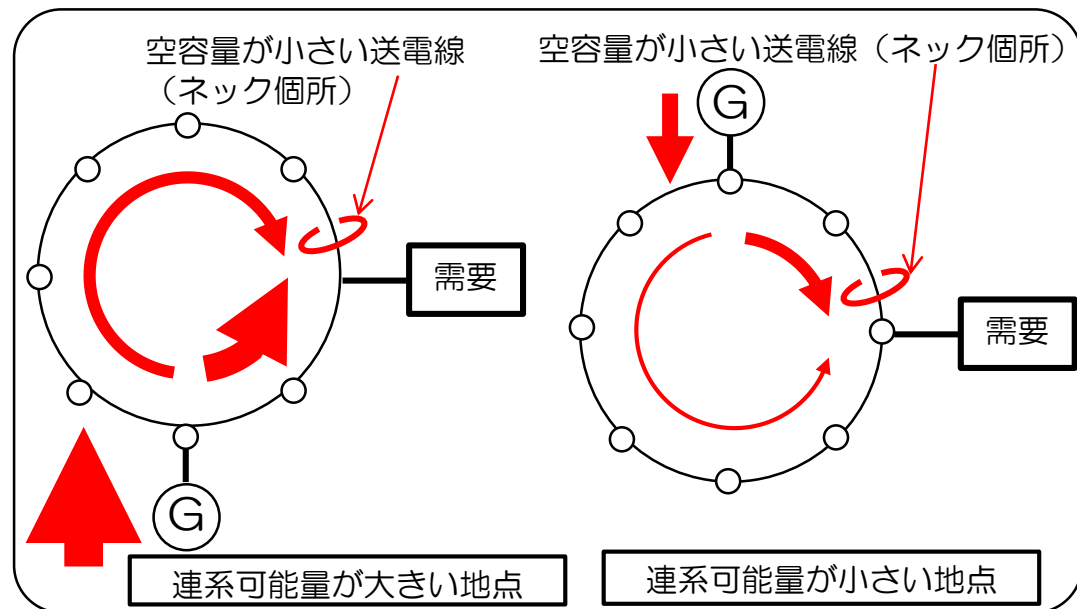 空容量が小さい送電線
（ネック個所）
需要
G
連系可能量が大きい地点
空容量が小さい送電線（ネック個所）
G
需要
連系可能量が小さい地点